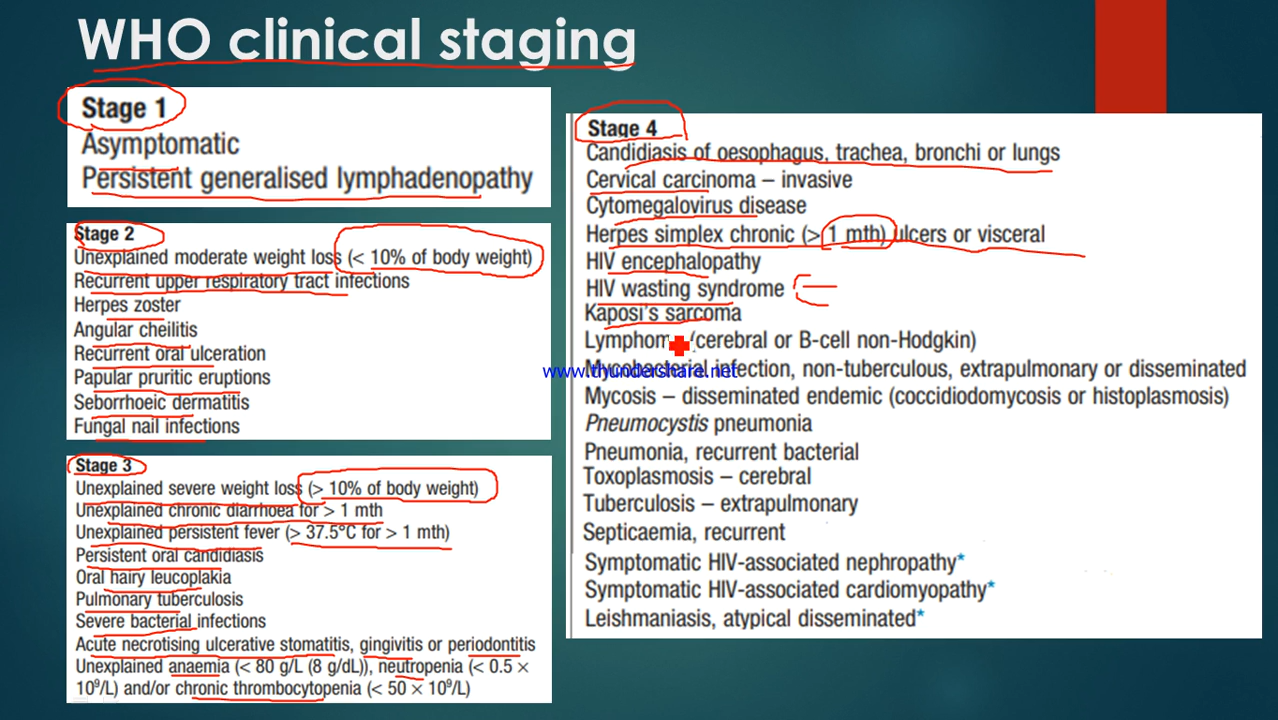 WHO clinical staging
Stage 1
Asymptomatic
Persistent generalised lymphadenopathy
Stage 2
Unexplained moderate weight loss (< 10% of body weight)
Recurrent upper respiratory tract infections
Herpes zoster
Angular cheilitis
Recurrent oral ulceration
Papular pruritic eruptions
Seborrhoeic dermatitis
Fungal nail infections
Stage 3
Unexplained severe weight loss (> 10% of body weight)
Unexplained chronic diarrhoea for > 1 mth
Unexplained persistent fever (> 37.5°C for > 1 mth)
Persistent oral candidiasis
Oral hairy leucoplakia
Pulmonary tuberculosis
Severe bacterial infections
Acute necrotising ulcerative stomatitis, gingivitis or periodontitis
Unexplained anaemia (< 80 g/L (8 g/dL)), neutropenia (< 0.5 ×
10⁹/L) and/or chronic thrombocytopenia (< 50 × 10⁹/L)
Stage 4
Candidiasis of oesophagus, trachea, bronchi or lungs
Cervical carcinoma – invasive
Cytomegalovirus disease
Herpes simplex chronic (> 1 mth) ulcers or visceral
HIV encephalopathy
HIV wasting syndrome
Kaposi's sarcoma
Lymphoma (cerebral or B-cell non-Hodgkin)
www.thundershare.net
Mycobacterial infection, non-tuberculous, extrapulmonary or disseminated
Mycosis – disseminated endemic (coccidiodomycosis or histoplasmosis)
Pneumocystis pneumonia
Pneumonia, recurrent bacterial
Toxoplasmosis – cerebral
Tuberculosis – extrapulmonary
Septicaemia, recurrent
Symptomatic HIV-associated nephropathy*
Symptomatic HIV-associated cardiomyopathy*
Leishmaniasis, atypical disseminated*